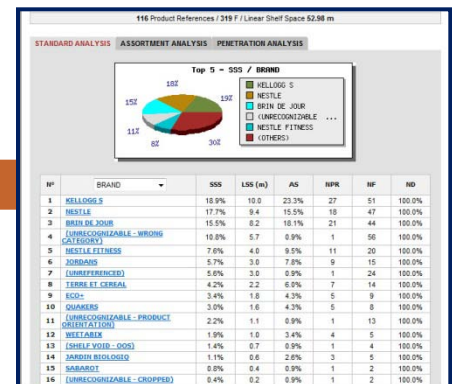 116 Product References / 319 F / Linear Shelf Space 52.98 m
STANDARD ANALYSIS ASSORTMENT ANALYSIS PENETRATION ANALYSIS
Top 5 - SSS / BRAND
18%
19%
15%
11%
8%
30%
KELLOGG S
NESTLE
BRIN DE JOUR
(UNRECOGNIZABLE ...
NESTLE FITNESS
(OTHERS)
Nº BRAND SSS LSS (m) AS NPR NF ND
1 KELLOGG S 18.9% 10.0 23.3% 27 51 100.0%
2 NESTLE 17.7% 9.4 15.5% 18 47 100.0%
3 BRIN DE JOUR 15.5% 8.2 18.1% 21 44 100.0%
4 (UNRECOGNIZABLE - WRONG CATEGORY) 10.8% 5.7 0.9% 1 56 100.0%
5 NESTLE FITNESS 7.6% 4.0 9.5% 11 20 100.0%
6 JORDANS 5.7% 3.0 7.8% 9 15 100.0%
7 (UNREFERENCED) 5.6% 3.0 0.9% 1 24 100.0%
8 TERRE ET CEREAL 4.2% 2.2 6.0% 7 14 100.0%
9 ECO+ 3.4% 1.8 4.3% 5 9 100.0%
10 QUAKERS 3.0% 1.6 4.3% 5 8 100.0%
11 (UNRECOGNIZABLE - PRODUCT ORIENTATION) 2.2% 1.1 0.9% 1 13 100.0%
12 WEETABIX 1.9% 1.0 3.4% 4 5 100.0%
13 (SHELF VOID - OOS) 1.4% 0.7 0.9% 1 4 100.0%
14 JARDIN BIOLOGIQ 1.1% 0.6 2.6% 3 5 100.0%
15 SABAROT 0.8% 0.4 0.9% 1 2 100.0%
16 (UNRECOGNIZABLE - CROPPED) 0.4% 0.2 0.9% 1 2 100.0%